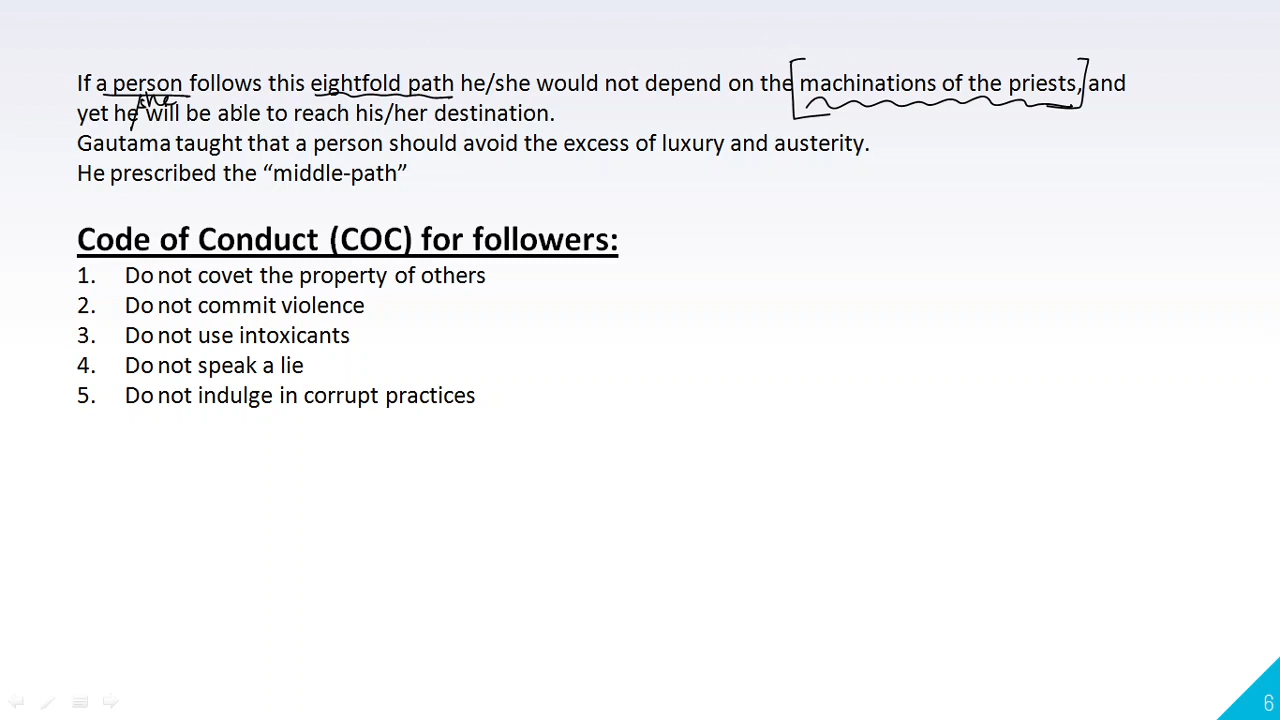 If a person follows this eightfold path he/she would not depend on the machinations of the priests, and
yet he/she will be able to reach his/her destination.
Gautama taught that a person should avoid the excess of luxury and austerity.
He prescribed the “middle-path”
Code of Conduct (COC) for followers:
1. Do not covet the property of others
2. Do not commit violence
3. Do not use intoxicants
4. Do not speak a lie
5. Do not indulge in corrupt practices
6